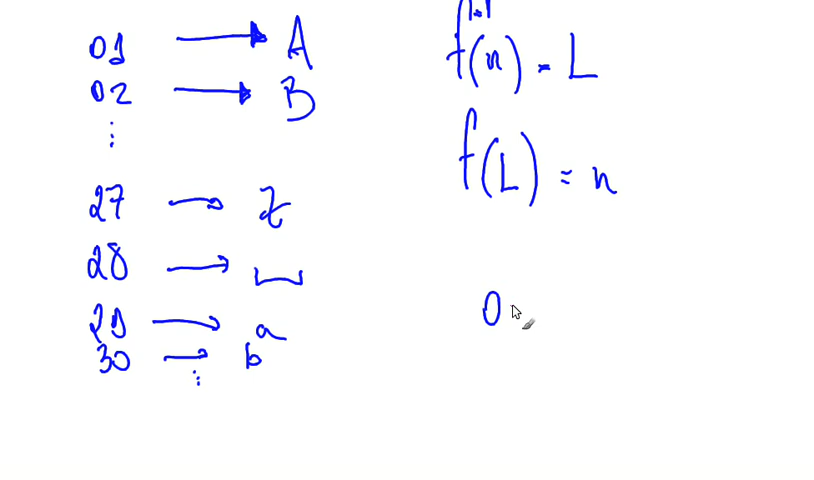 01 → A
02 → B
⋮
27 → Z
28 → ⌴
29 → a
30 → b
⋮
f(n) = L
f(L) = n
0